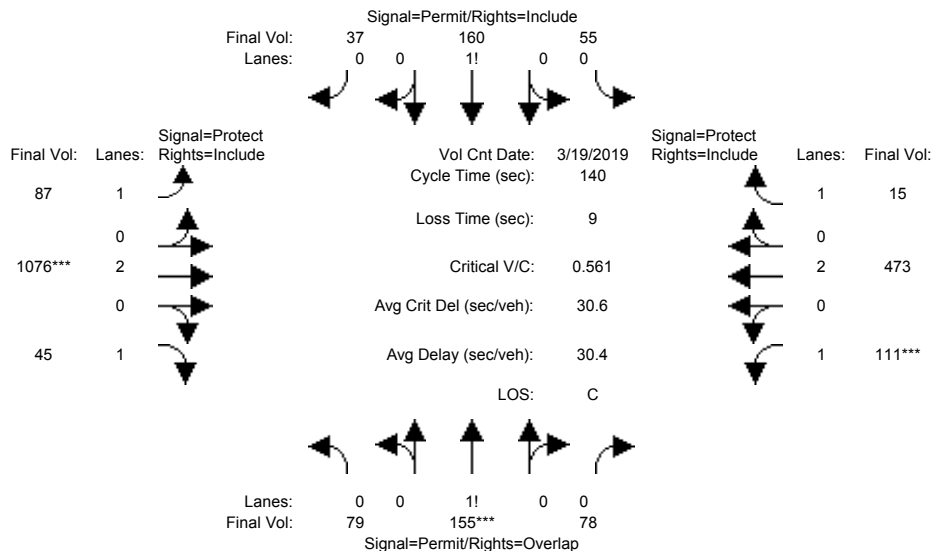 Signal=Permit/Rights=Include
Final Vol: 37 160 55
Lanes: 0 0 1! 0 0
Signal=Protect Signal=Protect
Final Vol: Lanes: Rights=Include Vol Cnt Date: 3/19/2019 Rights=Include Lanes: Final Vol:
Cycle Time (sec): 140
87 1 1 15
Loss Time (sec): 9
0 0
1076*** 2 Critical V/C: 0.561 2 473
0 Avg Crit Del (sec/veh): 30.6 0
45 1 Avg Delay (sec/veh): 30.4 1 111***
LOS: C
Lanes: 0 0 1! 0 0
Final Vol: 79 155*** 78
Signal=Permit/Rights=Overlap